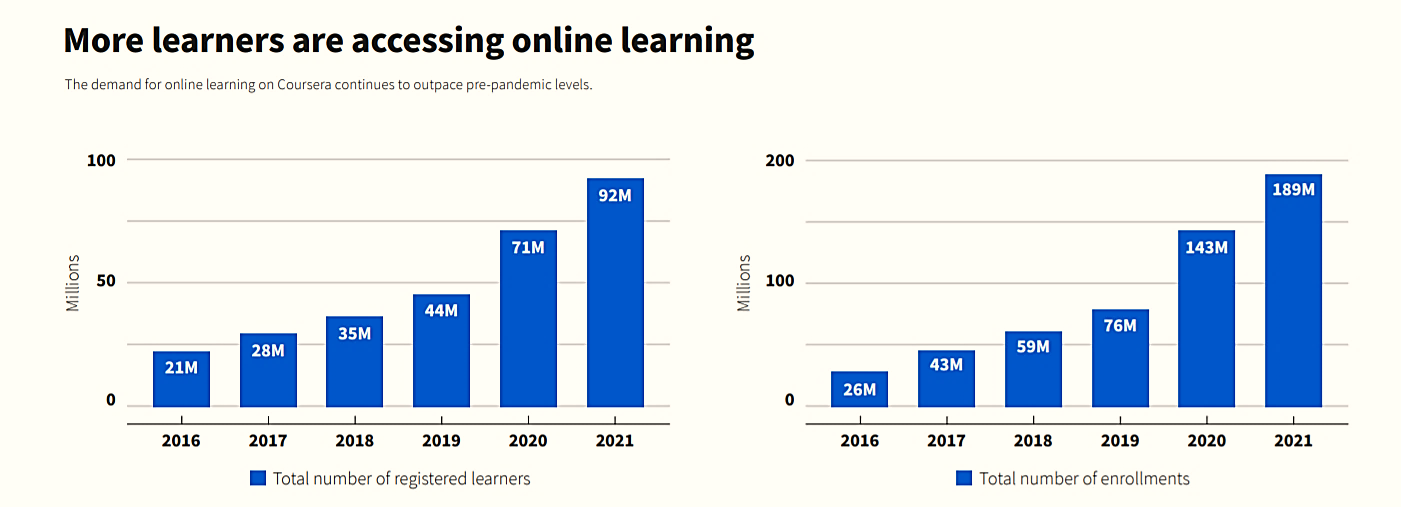 More learners are accessing online learning
The demand for online learning on Coursera continues to outpace pre-pandemic levels.
100
50
0
Millions
21M
28M
35M
44M
71M
92M
2016 2017 2018 2019 2020 2021
Total number of registered learners
200
100
0
Millions
26M
43M
59M
76M
143M
189M
2016 2017 2018 2019 2020 2021
Total number of enrollments